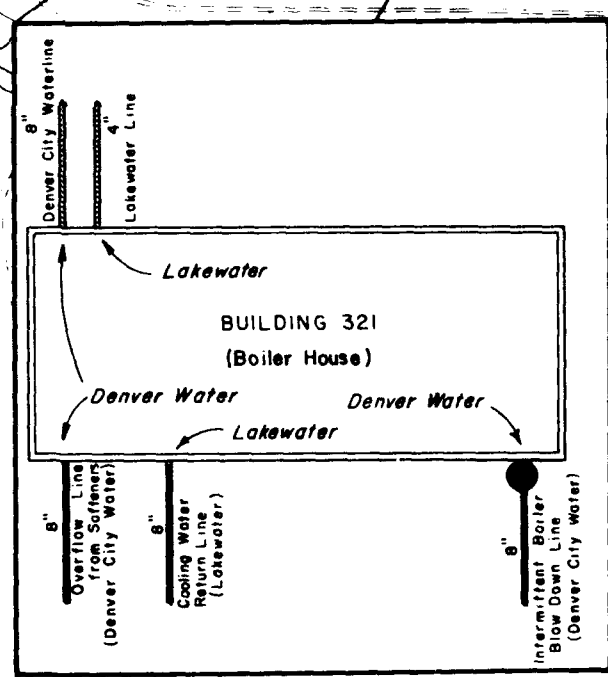 8"
Denver City Waterline
4"
Lakewater Line
Lakewater
BUILDING 321
(Boiler House)
Denver Water
Denver Water
Lakewater
8"
Overflow Line
from Softeners
(Denver City Water)
8"
Cooling Water
Return Line
(Lakewater)
8"
Intermittent Boiler
Blow Down Line
(Denver City Water)